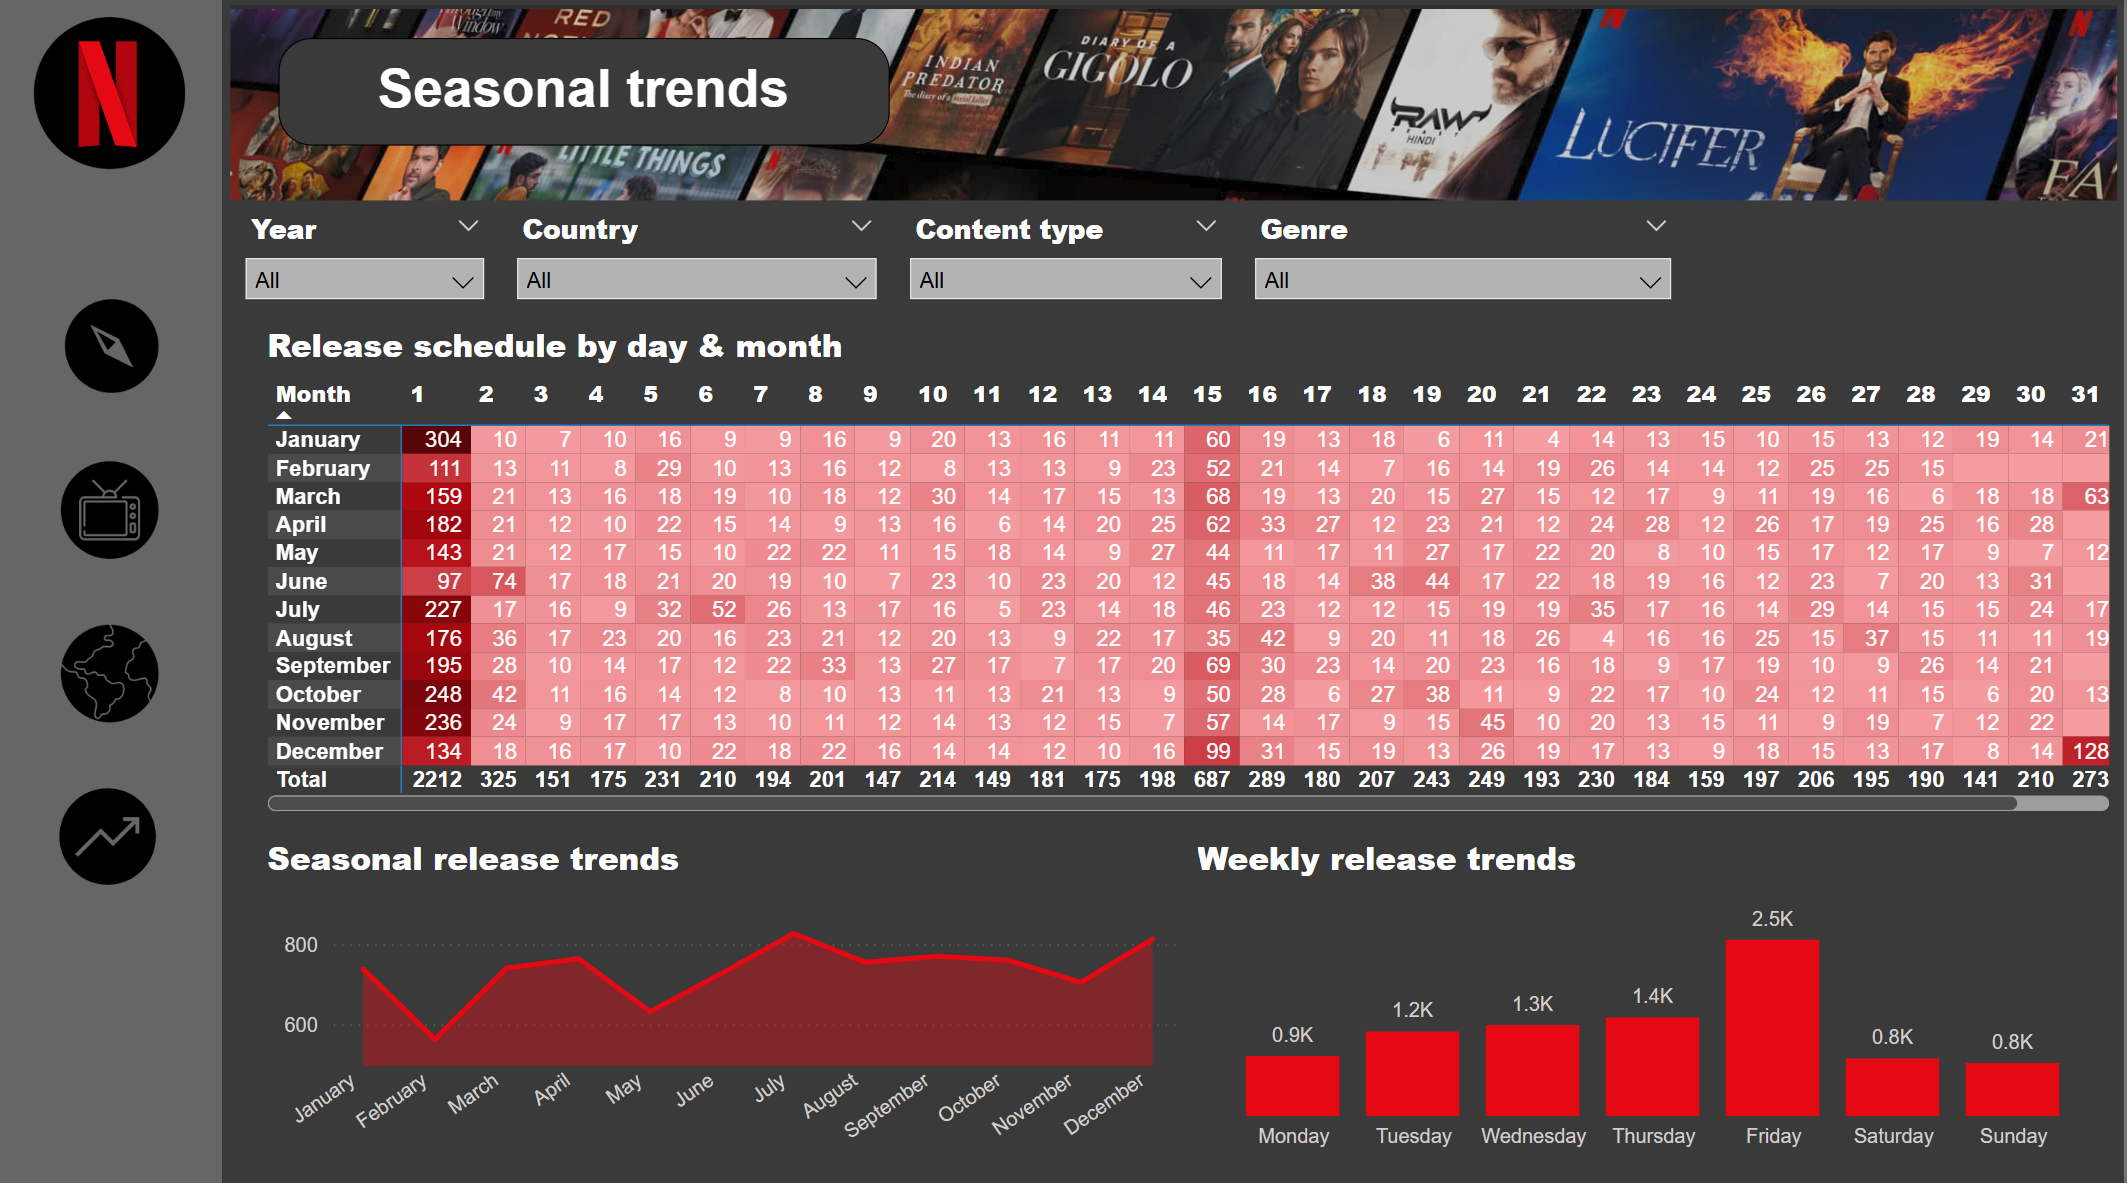 my
Window
RED
Seasonal trends
INDIAN
PREDATOR
The diary of a serial killer
DIARY OF A
GIGOLO
RAW
BEAST
HINDI
LUCIFER
FA
LITTLE THINGS
Year
Country
Content type
Genre
All
All
All
All
Release schedule by day & month
Month 1 2 3 4 5 6 7 8 9 10 11 12 13 14 15 16 17 18 19 20 21 22 23 24 25 26 27 28 29 30 31
January 304 10 7 10 16 9 9 16 9 20 13 16 11 11 60 19 13 18 6 11 4 14 13 15 10 15 13 12 19 14 21
February 111 13 11 8 29 10 13 16 12 8 13 13 9 23 52 21 14 7 16 14 19 26 14 14 12 25 25 15
March 159 21 13 16 18 19 10 18 12 30 14 17 15 13 68 19 13 20 15 27 15 12 17 9 11 19 16 6 18 18 63
April 182 21 12 10 22 15 14 9 13 16 6 14 20 25 62 33 27 12 23 21 12 24 28 12 26 17 19 25 16 28
May 143 21 12 17 15 10 22 22 11 15 18 14 9 27 44 11 17 11 27 17 22 20 8 10 15 17 12 17 9 7 12
June 97 74 17 18 21 20 19 10 7 23 10 23 20 12 45 18 14 38 44 17 22 18 19 16 12 23 7 20 13 31
July 227 17 16 9 32 52 26 13 17 16 5 23 14 18 46 23 12 12 15 19 19 35 17 16 14 29 14 15 15 24 17
August 176 36 17 23 20 16 23 21 12 20 13 9 22 17 35 42 9 20 11 18 26 4 16 16 25 15 37 15 11 11 19
September 195 28 10 14 17 12 22 33 13 27 17 7 17 20 69 30 23 14 20 23 16 18 9 17 19 10 9 26 14 21
October 248 42 11 16 14 12 8 10 13 11 13 21 13 9 50 28 6 27 38 11 9 22 17 10 24 12 11 15 6 20 13
November 236 24 9 17 17 13 10 11 12 14 13 12 15 7 57 14 17 9 15 45 10 20 13 15 11 9 19 7 12 22
December 134 18 16 17 10 22 18 22 16 14 14 12 10 16 99 31 15 19 13 26 19 17 13 9 18 15 13 17 8 14 128
Total 2212 325 151 175 231 210 194 201 147 214 149 181 175 198 687 289 180 207 243 249 193 230 184 159 197 206 195 190 141 210 273
Seasonal release trends
800
600
January February March April May June July August September October November December
Weekly release trends
0.9K 1.2K 1.3K 1.4K 2.5K 0.8K 0.8K
Monday Tuesday Wednesday Thursday Friday Saturday Sunday